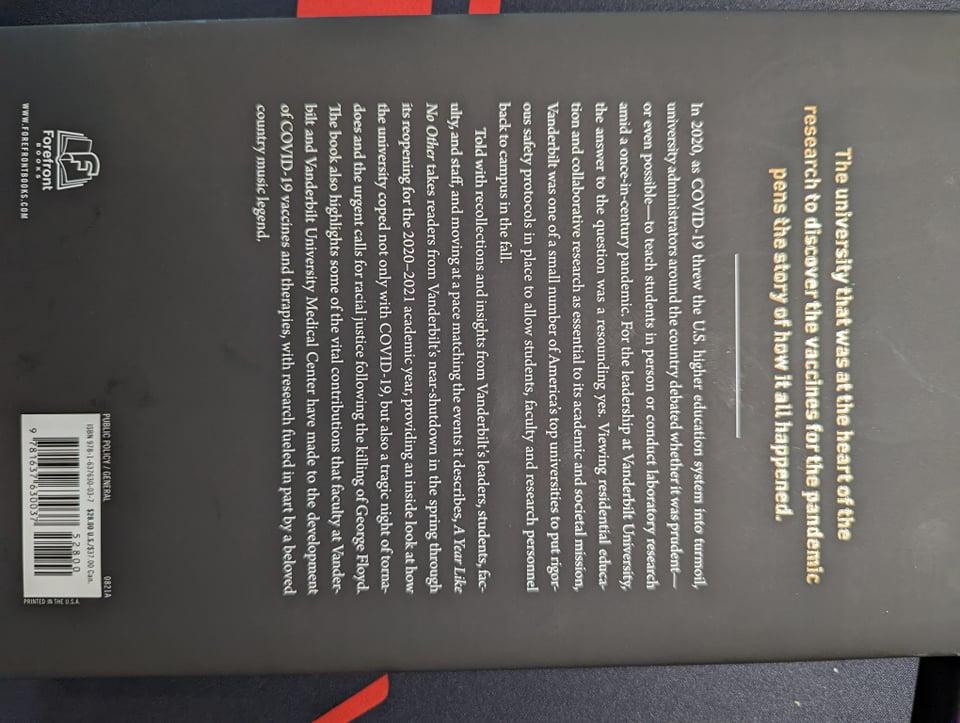 The university that was at the heart of the
research to discover the vaccines for the pandemic
pens the story of how it all happened.
In 2020, as COVID-19 threw the U.S. higher education system into turmoil,
university administrators around the country debated whether it was prudent—
or even possible—to teach students in person or conduct laboratory research
amid a once-in-century pandemic. For the leadership at Vanderbilt University,
the answer to the question was a resounding yes. Viewing residential educa-
tion and collaborative research as essential to its academic and societal mission,
Vanderbilt was one of a small number of America's top universities to put rigor-
ous safety protocols in place to allow students, faculty and research personnel
back to campus in the fall.
Told with recollections and insights from Vanderbilt's leaders, students, fac-
ulty, and staff, and moving at a pace matching the events it describes, A Year Like
No Other takes readers from Vanderbilt's near-shutdown in the spring through
its reopening for the 2020–2021 academic year, providing an inside look at how
the university coped not only with COVID-19, but also a tragic night of torna-
does and the urgent calls for racial justice following the killing of George Floyd.
The book also highlights some of the vital contributions that faculty at Vander-
bilt and Vanderbilt University Medical Center have made to the development
of COVID-19 vaccines and therapies, with research funded in part by a beloved
country music legend.
F
Forefront
BOOKS
WWW.FOREFRONTBOOKS.COM
PUBLIC POLICY / GENERAL 0821A
ISBN 978-1-637630-03-7 $28.00 U.S./$37.00 Can.
52800
9 781637 630037
PRINTED IN THE U.S.A.